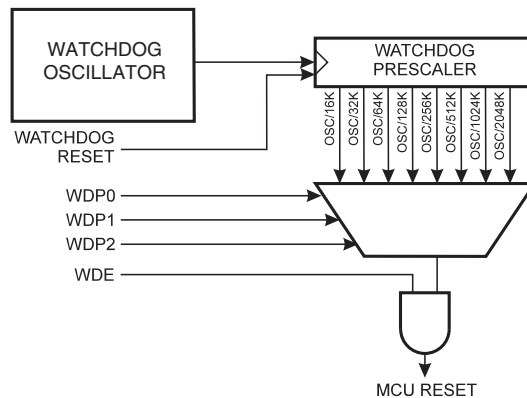 WATCHDOG
OSCILLATOR
WATCHDOG
PRESCALER
OSC/16K
OSC/32K
OSC/64K
OSC/128K
OSC/256K
OSC/512K
OSC/1024K
OSC/2048K
WATCHDOG
RESET
WDP0
WDP1
WDP2
WDE
MCU RESET